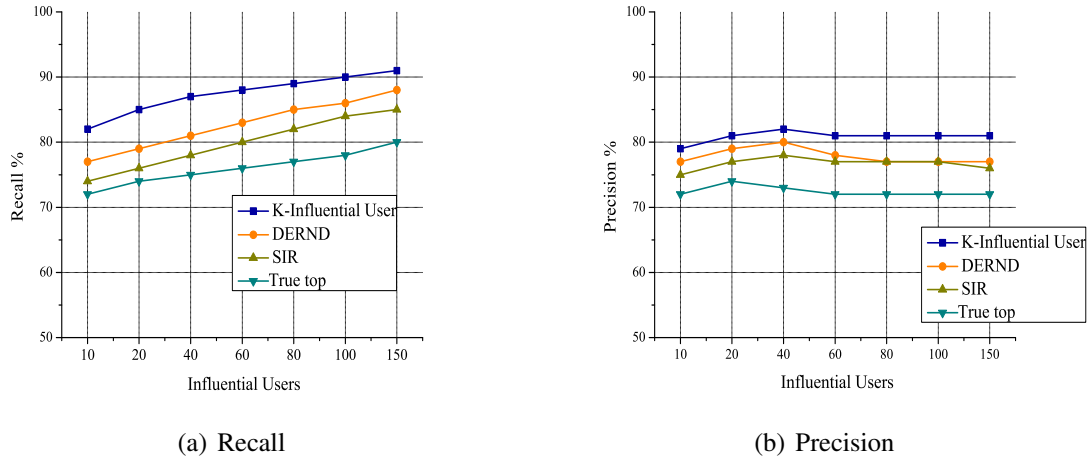 100
90
80
70
60
50
Recall %
10 20 40 60 80 100 150
Influential Users
K-Influential User
DERND
SIR
True top
(a) Recall
100
90
80
70
60
50
Precision %
10 20 40 60 80 100 150
Influential Users
K-Influential User
DERND
SIR
True top
(b) Precision